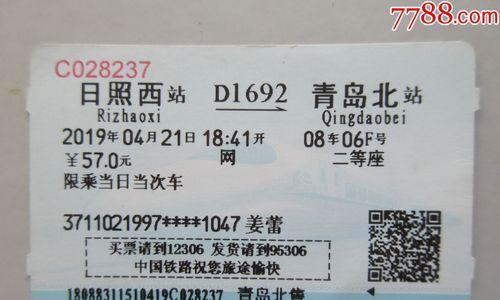 7788.com
C028237
日照西站 D1692 青岛北站
Rizhaoxi Qingdaobei
2019年04月21日 18:41开 08车06F号
¥57.0元 网 二等座
限乘当日当次车
3711021997****1047 姜蕾
买票请到12306 发货请到95306
中国铁路祝您旅途愉快
18088311510419C028237 青岛北售